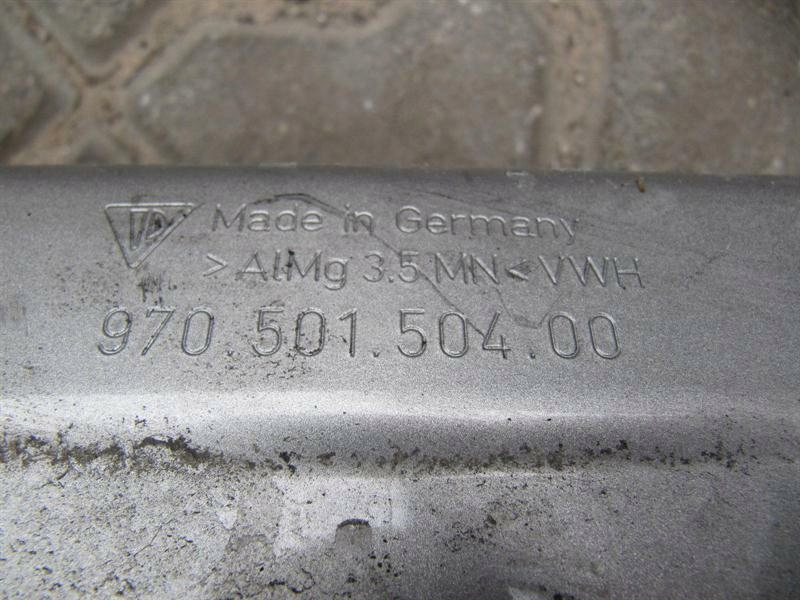 Made in Germany
>AlMg 3.5 MN< VWH
970.501.504.00